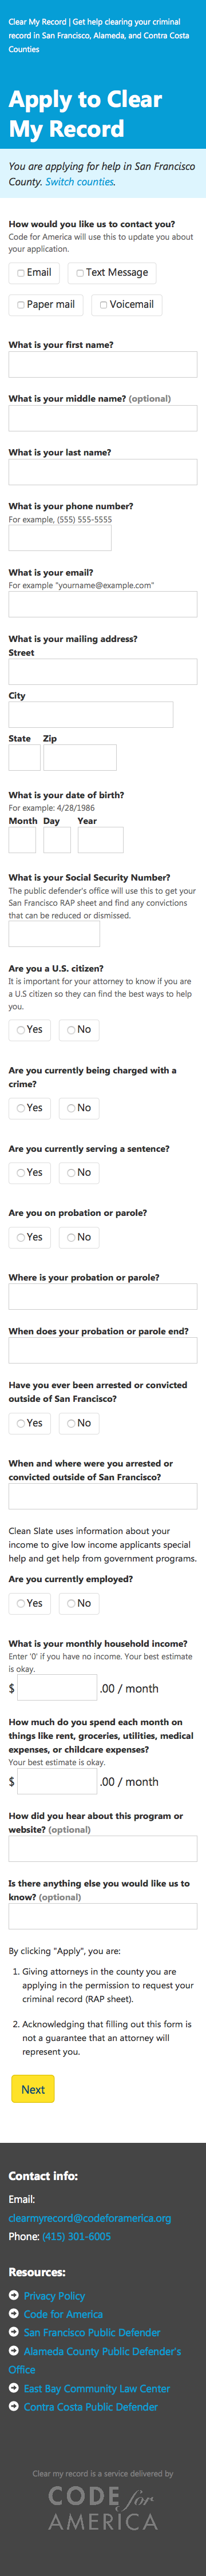 Clear My Record | Get help clearing your criminal
record in San Francisco, Alameda, and Contra Costa
Counties
Apply to Clear
My Record
You are applying for help in San Francisco
County. Switch counties.
How would you like us to contact you?
Code for America will use this to update you about
your application.
Email
Text Message
Paper mail
Voicemail
What is your first name?
What is your middle name? (optional)
What is your last name?
What is your phone number?
For example, (555) 555-5555
What is your email?
For example "yourname@example.com"
What is your mailing address?
Street
City
State Zip
What is your date of birth?
For example: 4/28/1986
Month Day Year
What is your Social Security Number?
The public defender's office will use this to get your
San Francisco RAP sheet and find any convictions
that can be reduced or dismissed.
Are you a U.S. citizen?
It is important for your attorney to know if you are
a U.S citizen so they can find the best ways to help
you.
Yes No
Are you currently being charged with a
crime?
Yes No
Are you currently serving a sentence?
Yes No
Are you on probation or parole?
Yes No
Where is your probation or parole?
When does your probation or parole end?
Have you ever been arrested or convicted
outside of San Francisco?
Yes No
When and where were you arrested or
convicted outside of San Francisco?
Clean Slate uses information about your
income to give low income applicants special
help and get help from government programs.
Are you currently employed?
Yes No
What is your monthly household income?
Enter '0' if you have no income. Your best estimate
is okay.
$ .00 / month
How much do you spend each month on
things like rent, groceries, utilities, medical
expenses, or childcare expenses?
Your best estimate is okay.
$ .00 / month
How did you hear about this program or
website? (optional)
Is there anything else you would like us to
know? (optional)
By clicking "Apply", you are:
1. Giving attorneys in the county you are
applying in the permission to request your
criminal record (RAP sheet).
2. Acknowledging that filling out this form is
not a guarantee that an attorney will
represent you.
Next
Contact info:
Email:
clearmyrecord@codeforamerica.org
Phone: (415) 301-6005
Resources:
Privacy Policy
Code for America
San Francisco Public Defender
Alameda County Public Defender's
Office
East Bay Community Law Center
Contra Costa Public Defender
Clear my record is a service delivered by
CODE for
AMERICA